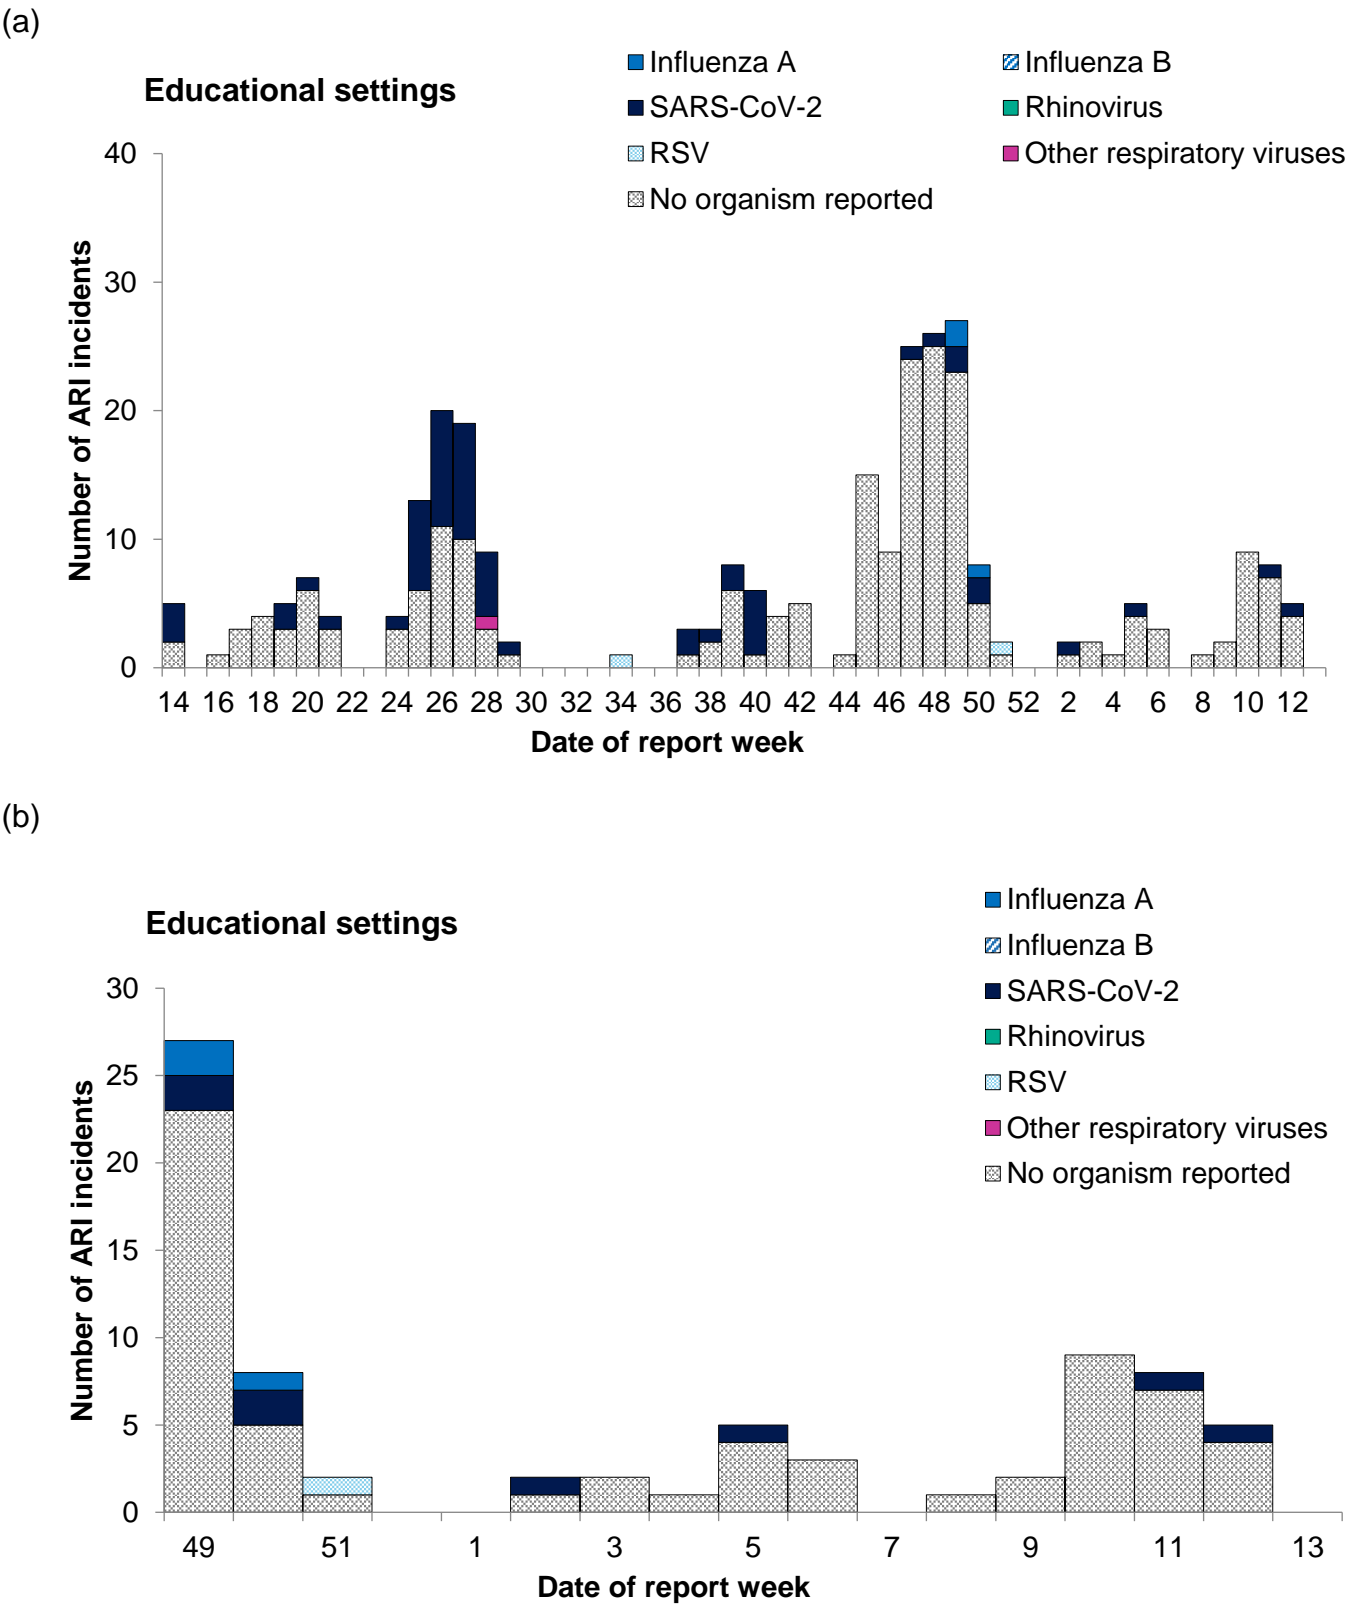 (a)
Educational settings
Influenza A
Influenza B
SARS-CoV-2
Rhinovirus
RSV
Other respiratory viruses
No organism reported
Number of ARI incidents
40
30
20
10
0
14 16 18 20 22 24 26 28 30 32 34 36 38 40 42 44 46 48 50 52 2 4 6 8 10 12
Date of report week
(b)
Educational settings
Influenza A
Influenza B
SARS-CoV-2
Rhinovirus
RSV
Other respiratory viruses
No organism reported
Number of ARI incidents
30
25
20
15
10
5
0
49 51 1 3 5 7 9 11 13
Date of report week